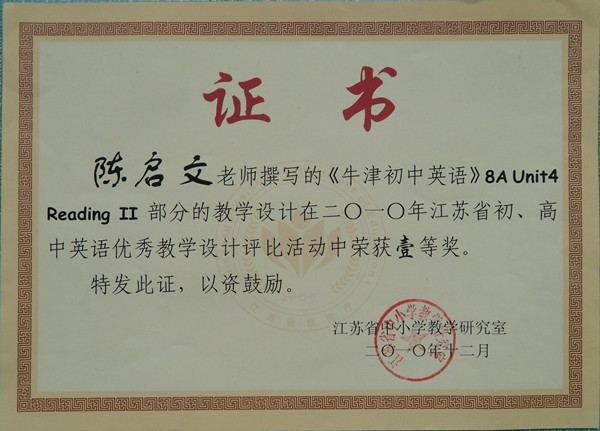 证书
陈启文老师撰写的《牛津初中英语》8A Unit4
Reading II 部分的教学设计在二〇一〇年江苏省初、高
中英语优秀教学设计评比活动中荣获壹等奖。
特发此证，以资鼓励。
江苏省中小学教学研究室
二〇一〇年十二月